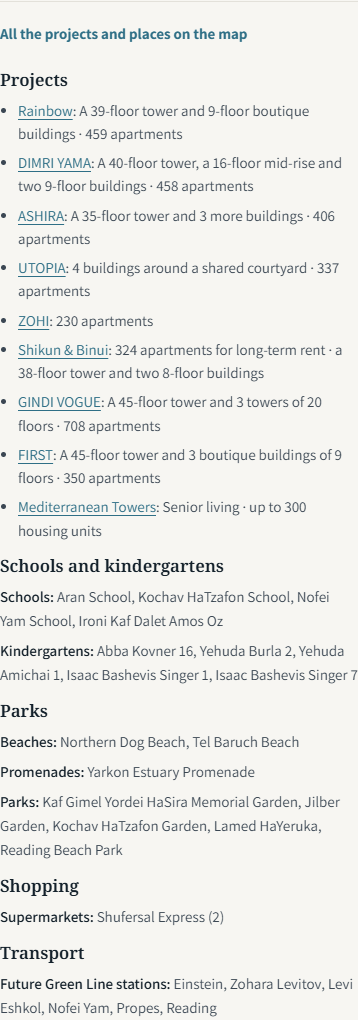 All the projects and places on the map
Projects
• Rainbow: A 39-floor tower and 9-floor boutique
buildings · 459 apartments
• DIMRI YAMA: A 40-floor tower, a 16-floor mid-rise and
two 9-floor buildings · 458 apartments
• ASHIRA: A 35-floor tower and 3 more buildings · 406
apartments
• UTOPIA: 4 buildings around a shared courtyard · 337
apartments
• ZOHI: 230 apartments
• Shikun & Binui: 324 apartments for long-term rent · a
38-floor tower and two 8-floor buildings
• GINDI VOGUE: A 45-floor tower and 3 towers of 20
floors · 708 apartments
• FIRST: A 45-floor tower and 3 boutique buildings of 9
floors · 350 apartments
• Mediterranean Towers: Senior living · up to 300
housing units
Schools and kindergartens
Schools: Aran School, Kochav HaTzafon School, Nofei
Yam School, Ironi Kaf Dalet Amos Oz
Kindergartens: Abba Kovner 16, Yehuda Burla 2, Yehuda
Amichai 1, Isaac Bashevis Singer 1, Isaac Bashevis Singer 7
Parks
Beaches: Northern Dog Beach, Tel Baruch Beach
Promenades: Yarkon Estuary Promenade
Parks: Kaf Gimel Yordei HaSira Memorial Garden, Jilber
Garden, Kochav HaTzafon Garden, Lamed HaYeruka,
Reading Beach Park
Shopping
Supermarkets: Shufersal Express (2)
Transport
Future Green Line stations: Einstein, Zohara Levitov, Levi
Eshkol, Nofei Yam, Propes, Reading